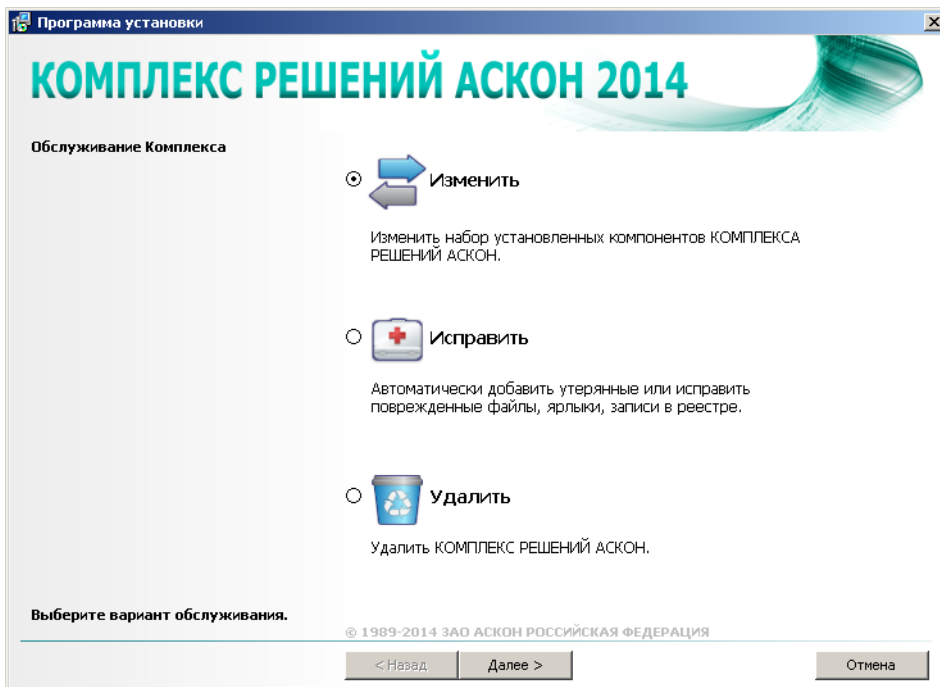 Программа установки
КОМПЛЕКС РЕШЕНИЙ АСКОН 2014
Обслуживание Комплекса
Изменить
Изменить набор установленных компонентов КОМПЛЕКСА
РЕШЕНИЙ АСКОН.
Исправить
Автоматически добавить утерянные или исправить
поврежденные файлы, ярлыки, записи в реестре.
Удалить
Удалить КОМПЛЕКС РЕШЕНИЙ АСКОН.
Выберите вариант обслуживания.
© 1989-2014 ЗАО АСКОН РОССИЙСКАЯ ФЕДЕРАЦИЯ
< Назад
Далее >
Отмена